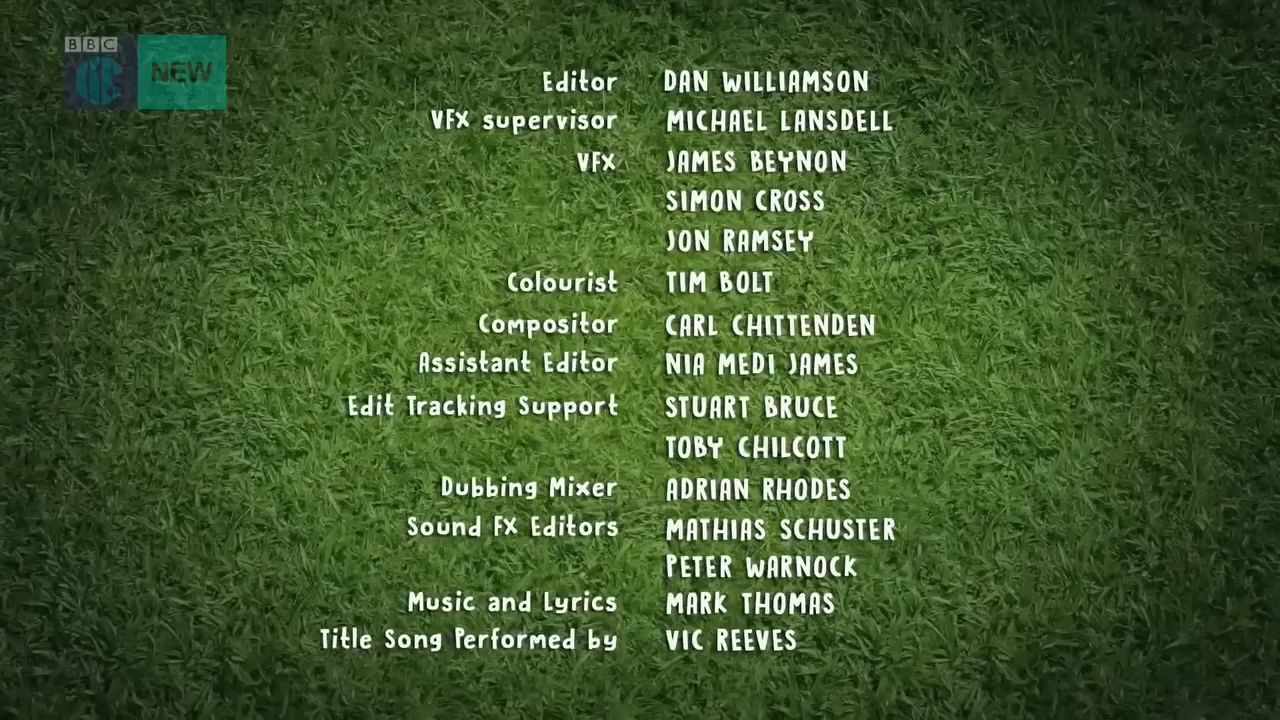 BBC
NEW
Editor DAN WILLIAMSON
VFX supervisor MICHAEL LANSDELL
VFX JAMES BEYNON
SIMON CROSS
JON RAMSEY
Colourist TIM BOLT
Compositor CARL CHITTENDEN
Assistant Editor NIA MEDI JAMES
Edit Tracking Support STUART BRUCE
TOBY CHILCOTT
Dubbing Mixer ADRIAN RHODES
Sound FX Editors MATHIAS SCHUSTER
PETER WARNOCK
Music and Lyrics MARK THOMAS
Title Song Performed by VIC REEVES